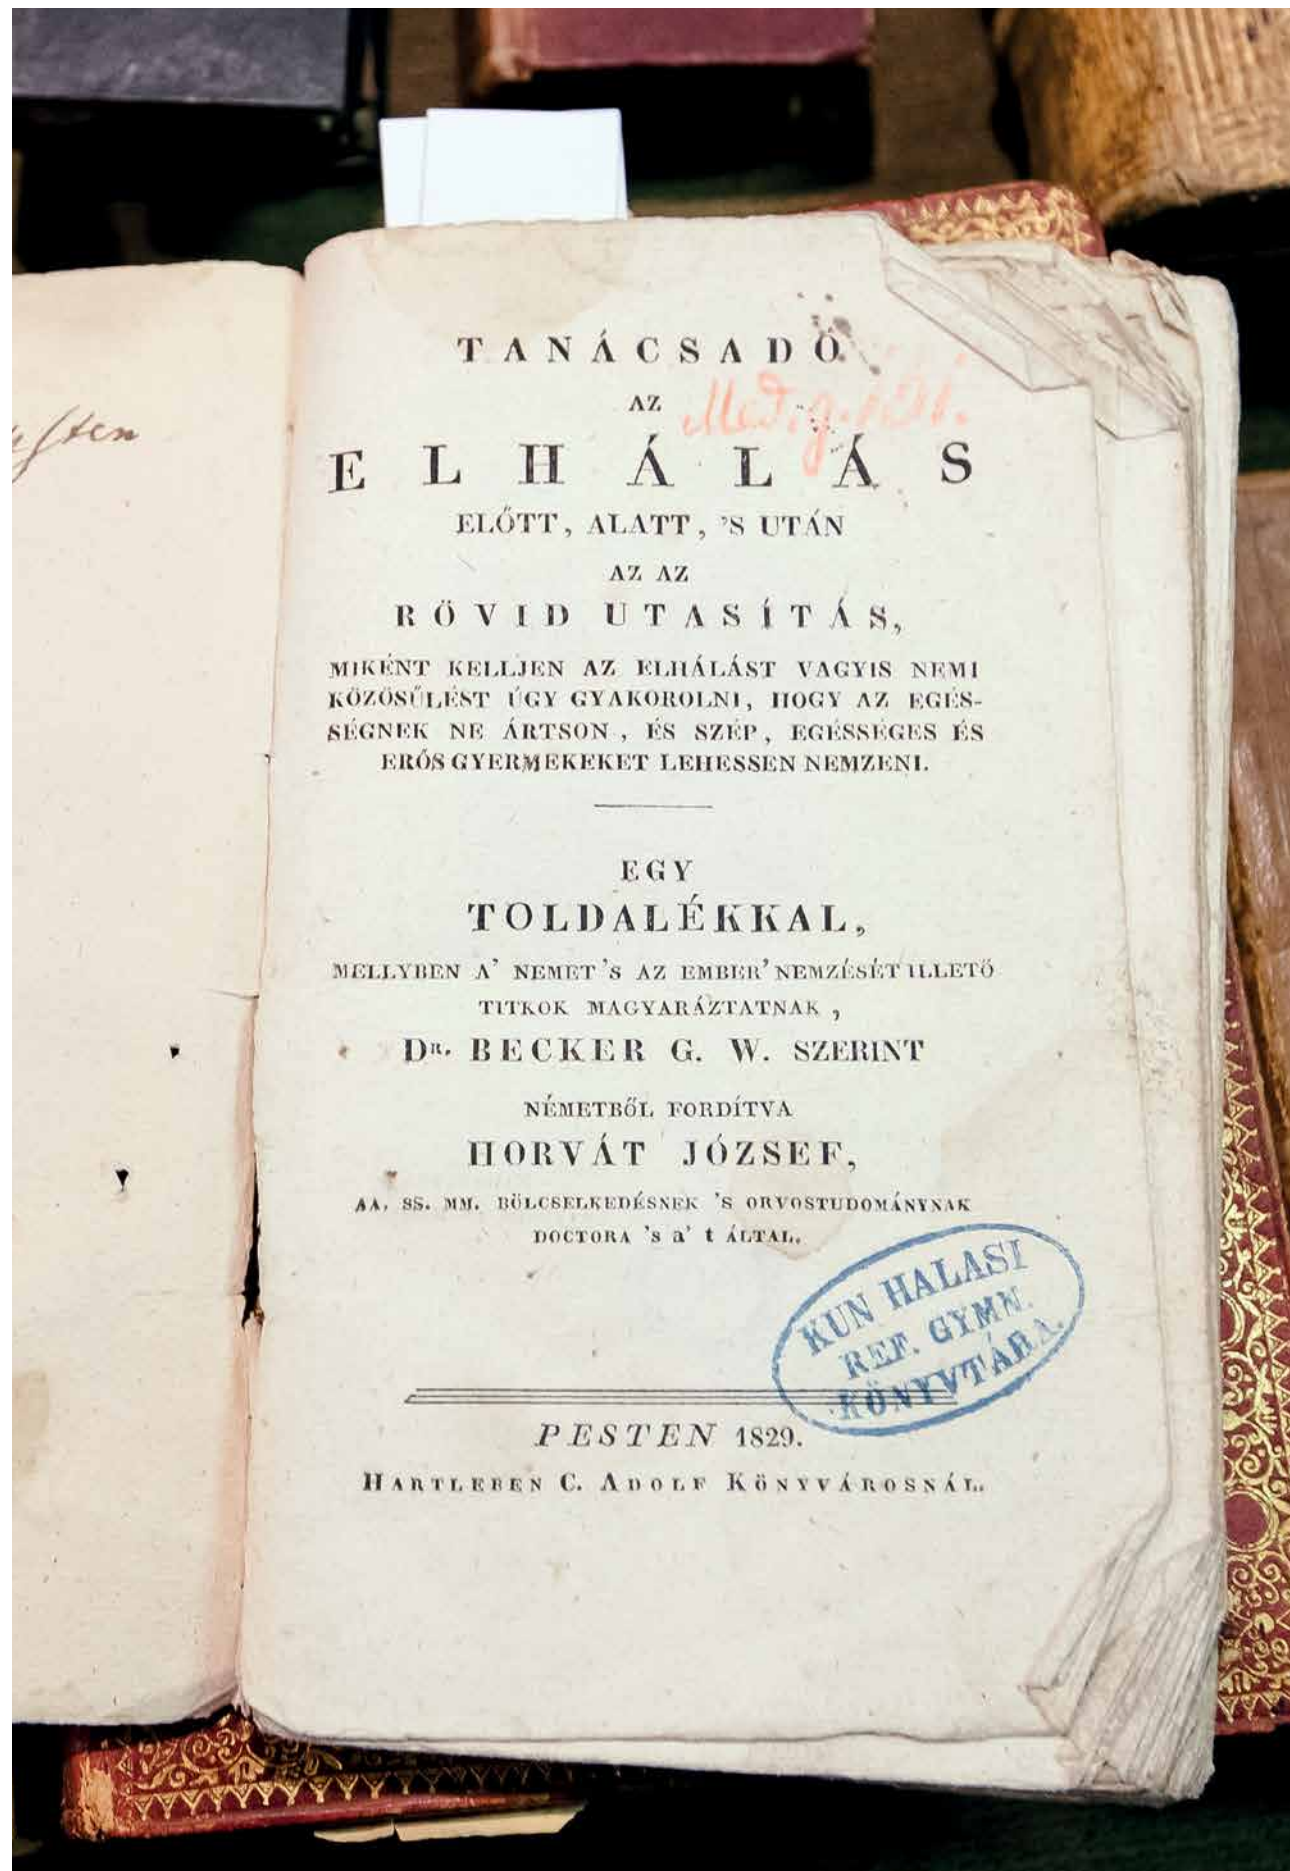 TANÁCSADÓ
AZ
ELHÁLÁS
ELŐTT, ALATT, 'S UTÁN
AZ AZ
RÖVID UTASÍTÁS,
MIKÉNT KELLJEN AZ ELHÁLÁST VAGYIS NEMI
KÖZÖSŰLÉST ÚGY GYAKOROLNI, HOGY AZ EGÉS-
SÉGNEK NE ÁRTSON, ÉS SZÉP, EGÉSSÉGES ÉS
ERŐS GYERMEKEKET LEHESSEN NEMZENI.
EGY
TOLDALÉKKAL,
MELLYBEN A' NEMET 'S AZ EMBER' NEMZÉSÉT ILLETŐ
TITKOK MAGYARÁZTATNAK,
DR. BECKER G. W. SZERINT
NÉMETBŐL FORDÍTVA
HORVÁT JÓZSEF,
AA. SS. MM. BÖLCSELKEDÉSNEK 'S ORVOSTUDOMÁNYNAK
DOCTORA 'S a' t ÁLTAL.
KUN HALASI
REF. GYMN.
KÖNYVTÁRA.
PESTEN 1829.
HARTLEBEN C. ADOLF KÖNYVÁROSNÁL.